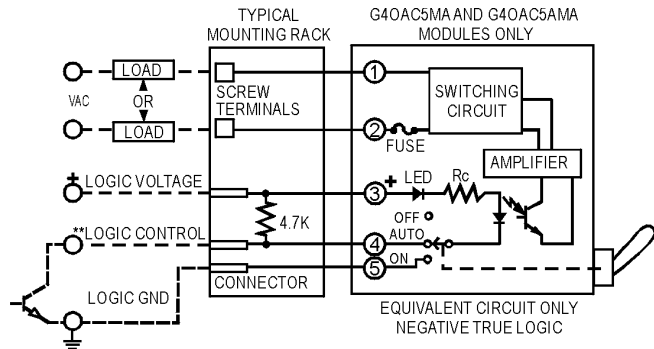 TYPICAL
MOUNTING RACK
G4OAC5MA AND G4OAC5AMA
MODULES ONLY
LOAD
VAC
OR
LOAD
SCREW
TERMINALS
1
2
FUSE
SWITCHING
CIRCUIT
AMPLIFIER
+
LOGIC VOLTAGE
3
+
LED
Rc
4.7K
OFF
**LOGIC CONTROL
4
AUTO
5
ON
LOGIC GND
CONNECTOR
EQUIVALENT CIRCUIT ONLY
NEGATIVE TRUE LOGIC